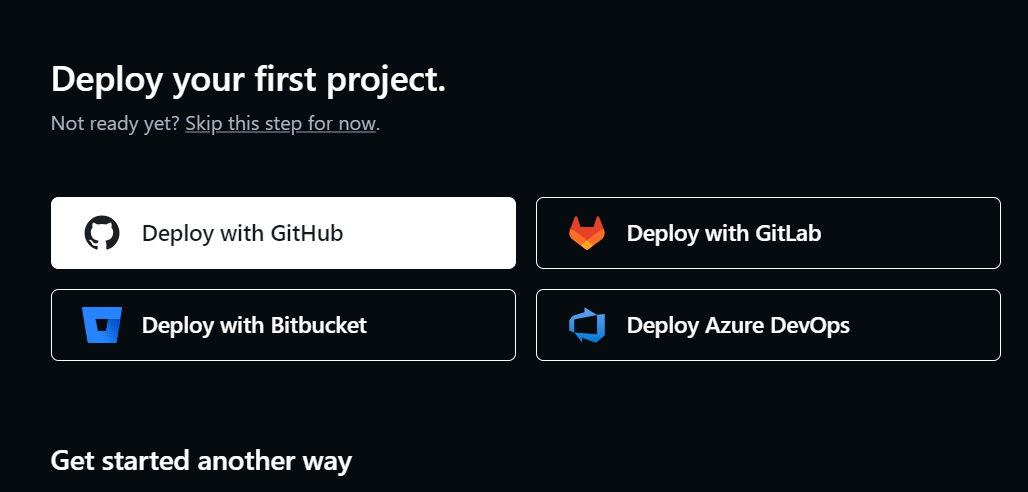 Deploy your first project.
Not ready yet? Skip this step for now.
Deploy with GitHub
Deploy with GitLab
Deploy with Bitbucket
Deploy Azure DevOps
Get started another way